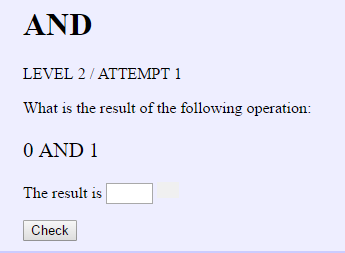 AND
LEVEL 2 / ATTEMPT 1
What is the result of the following operation:
0 AND 1
The result is
Check